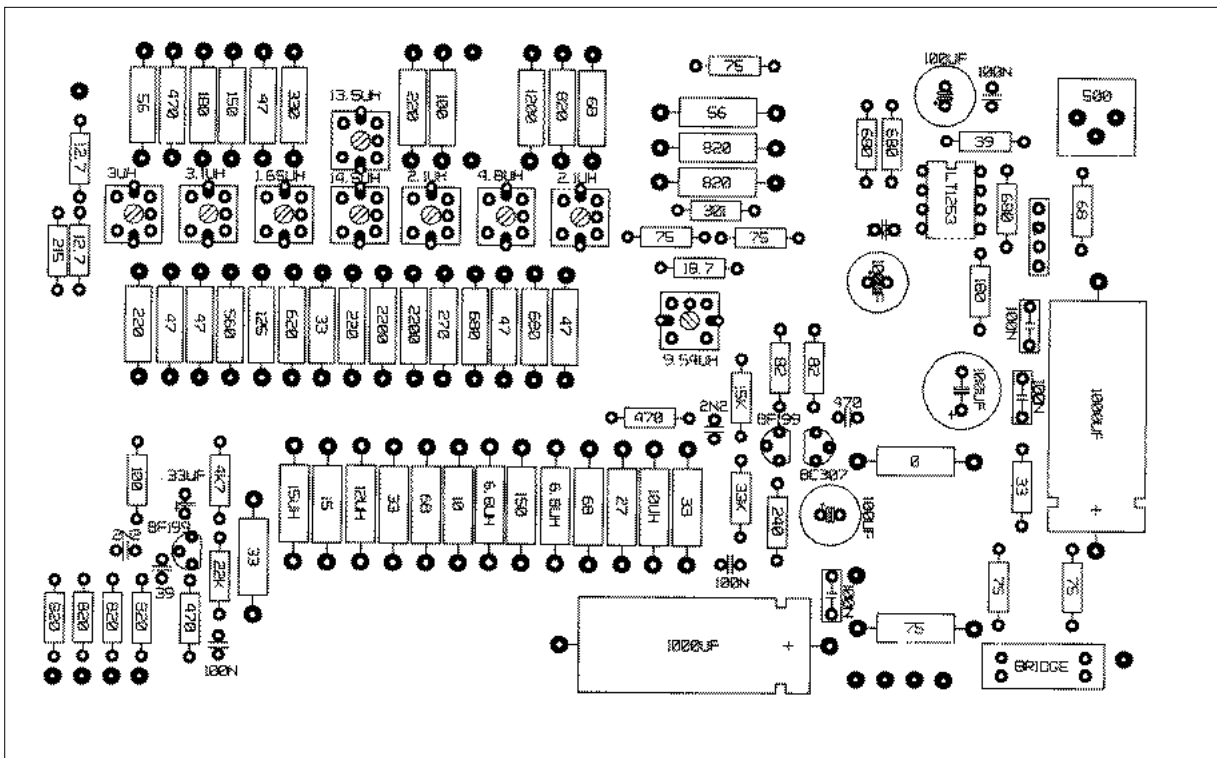 56
470
180
150
47
330
13.5UH
220
100
1200
820
68
75
56
820
820
301
75
75
18.7
9.54UH
100UF
100N
500
680
680
39
LT1253
680
68
12.7
215
12.7
3UH
3.1UH
1.65UH
14.5UH
2.1UH
4.8UH
2.1UH
220
47
47
560
620
33
220
2200
2200
270
680
47
620
47
180
100N
100UF
100N
1000UF
82
82
15K
470
2N2
470
BF199
BC307
0
33
100
33UF
4K7
BF199
33
22K
470
100N
820
820
820
820
15UH
15
12UH
33
68
10
6.8UH
150
6.8UH
68
27
10UH
33
33K
240
100UF
100N
100N
1000UF
+
75
75
75
BRIDGE
+